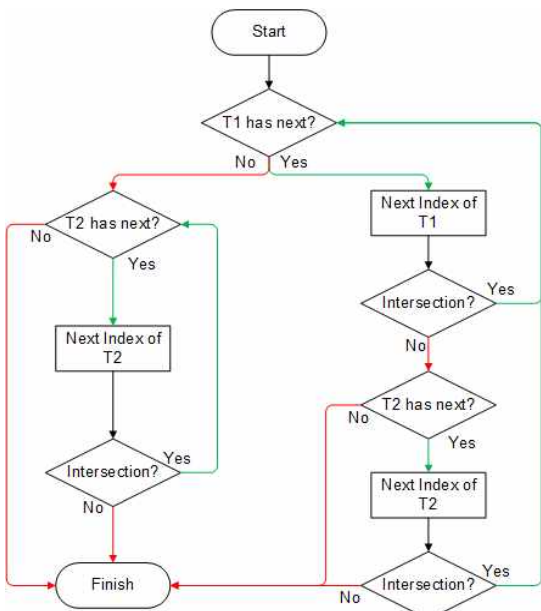 Start
T1 has next?
No Yes
T2 has next?
No
Yes
Next Index of
T2
Intersection?
Yes
No
Finish
Next Index of
T1
Intersection?
Yes
No
T2 has next?
No
Yes
Next Index of
T2
Intersection?
Yes
No